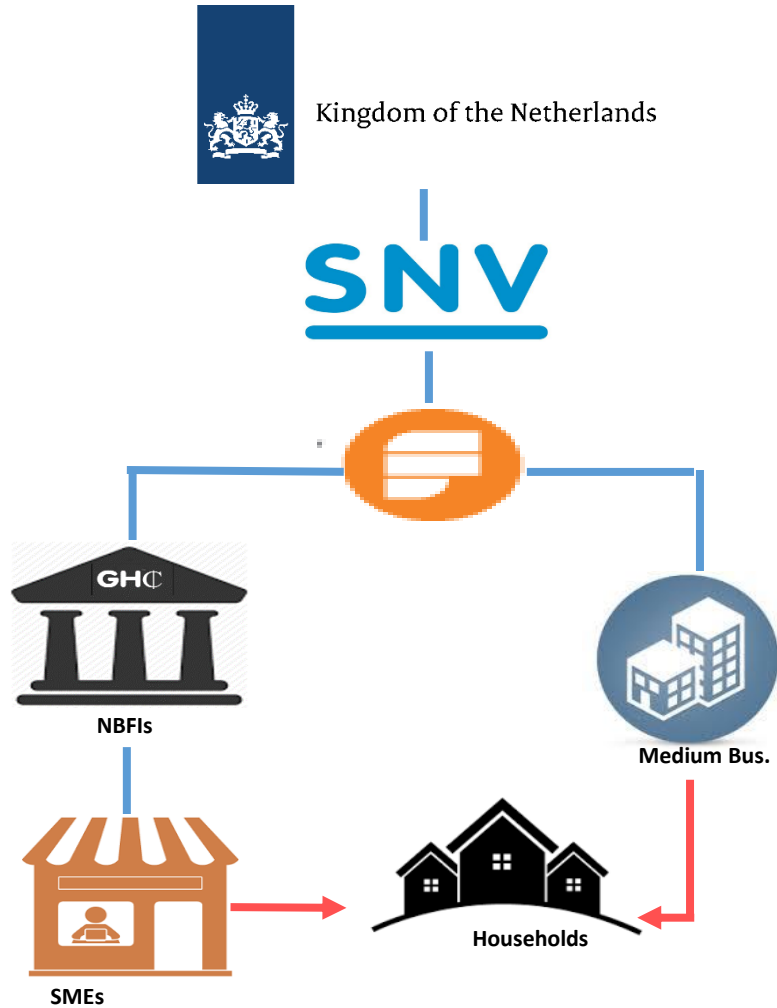 Kingdom of the Netherlands
SNV
GH₵
NBFIs
Medium Bus.
Households
SMEs